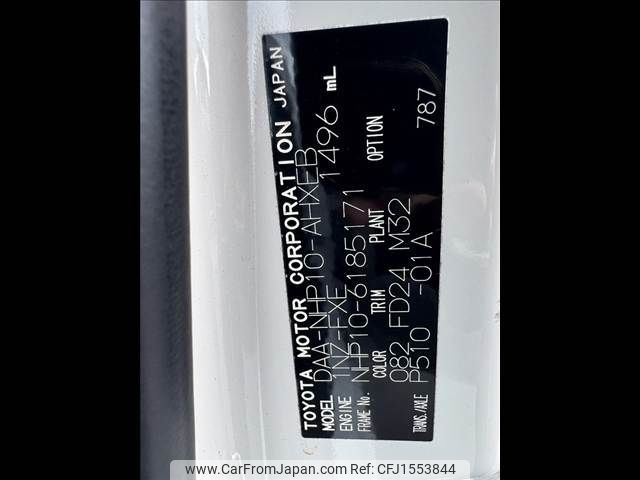 TOYOTA MOTOR CORPORATION JAPAN
MODEL DAA-NHP10-AHXEB
ENGINE 1NZ-FXE 1496 mL
FRAME No. NHP10-6185171
COLOR TRIM PLANT OPTION
082 FD24 M32
TRANS./AXLE P510 -01A 787
www.CarFromJapan.com - CFJ1553844